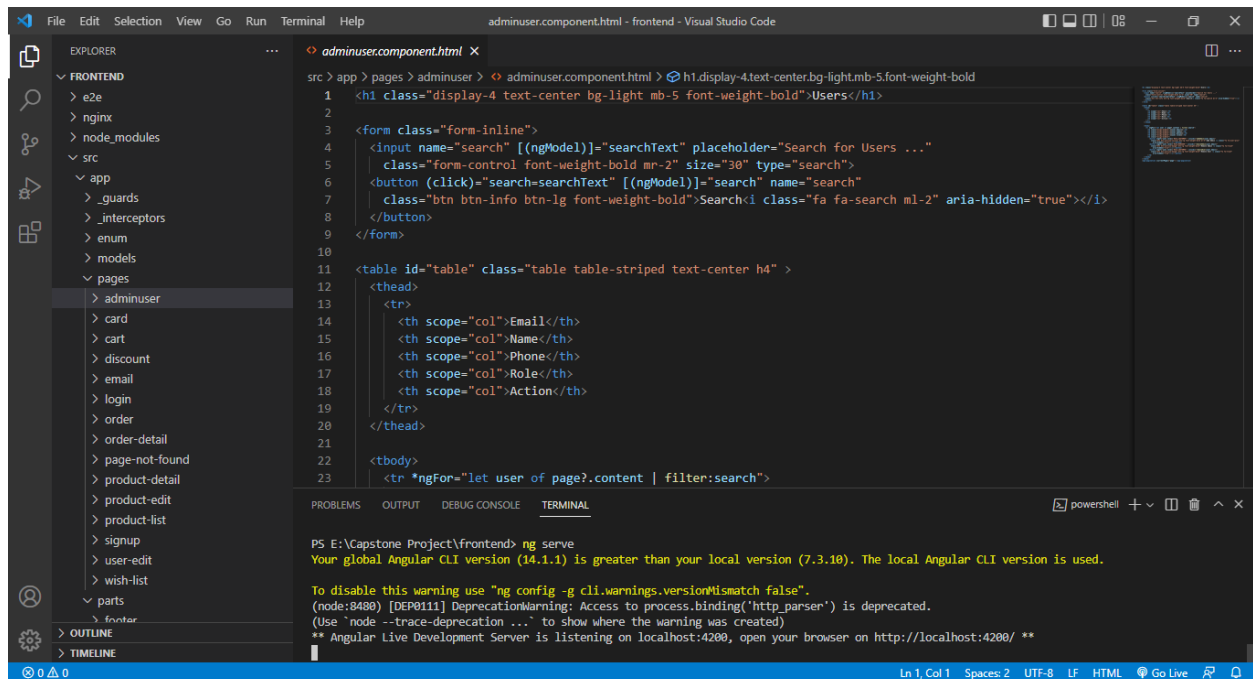 File Edit Selection View Go Run Terminal Help
adminuser.component.html - frontend - Visual Studio Code
EXPLORER
FRONTEND
e2e
nginx
node_modules
src
app
_guards
_interceptors
enum
models
pages
adminuser
card
cart
discount
email
login
order
order-detail
page-not-found
product-detail
product-edit
product-list
signup
user-edit
wish-list
parts
footer
OUTLINE
TIMELINE
adminuser.component.html
src > app > pages > adminuser > adminuser.component.html > h1.display-4.text-center.bg-light.mb-5.font-weight-bold
1 <h1 class="display-4 text-center bg-light mb-5 font-weight-bold">Users</h1>
2
3 <form class="form-inline">
4 <input name="search" [(ngModel)]="searchText" placeholder="Search for Users ..."
5 class="form-control font-weight-bold mr-2" size="30" type="search">
6 <button (click)="search=searchText" [(ngModel)]="search" name="search"
7 class="btn btn-info btn-lg font-weight-bold">Search<i class="fa fa-search ml-2" aria-hidden="true"></i>
8 </button>
9 </form>
10
11 <table id="table" class="table table-striped text-center h4" >
12 <thead>
13 <tr>
14 <th scope="col">Email</th>
15 <th scope="col">Name</th>
16 <th scope="col">Phone</th>
17 <th scope="col">Role</th>
18 <th scope="col">Action</th>
19 </tr>
20 </thead>
21
22 <tbody>
23 <tr *ngFor="let user of page?.content | filter:search">
PROBLEMS OUTPUT DEBUG CONSOLE TERMINAL
powershell
PS E:\Capstone Project\frontend> ng serve
Your global Angular CLI version (14.1.1) is greater than your local version (7.3.10). The local Angular CLI version is used.
To disable this warning use "ng config -g cli.warnings.versionMismatch false".
(node:8480) [DEP0111] DeprecationWarning: Access to process.binding('http_parser') is deprecated.
(Use `node --trace-deprecation ...` to show where the warning was created)
** Angular Live Development Server is listening on localhost:4200, open your browser on http://localhost:4200/ **
0 0
Ln 1, Col 1 Spaces: 2 UTF-8 LF HTML Go Live